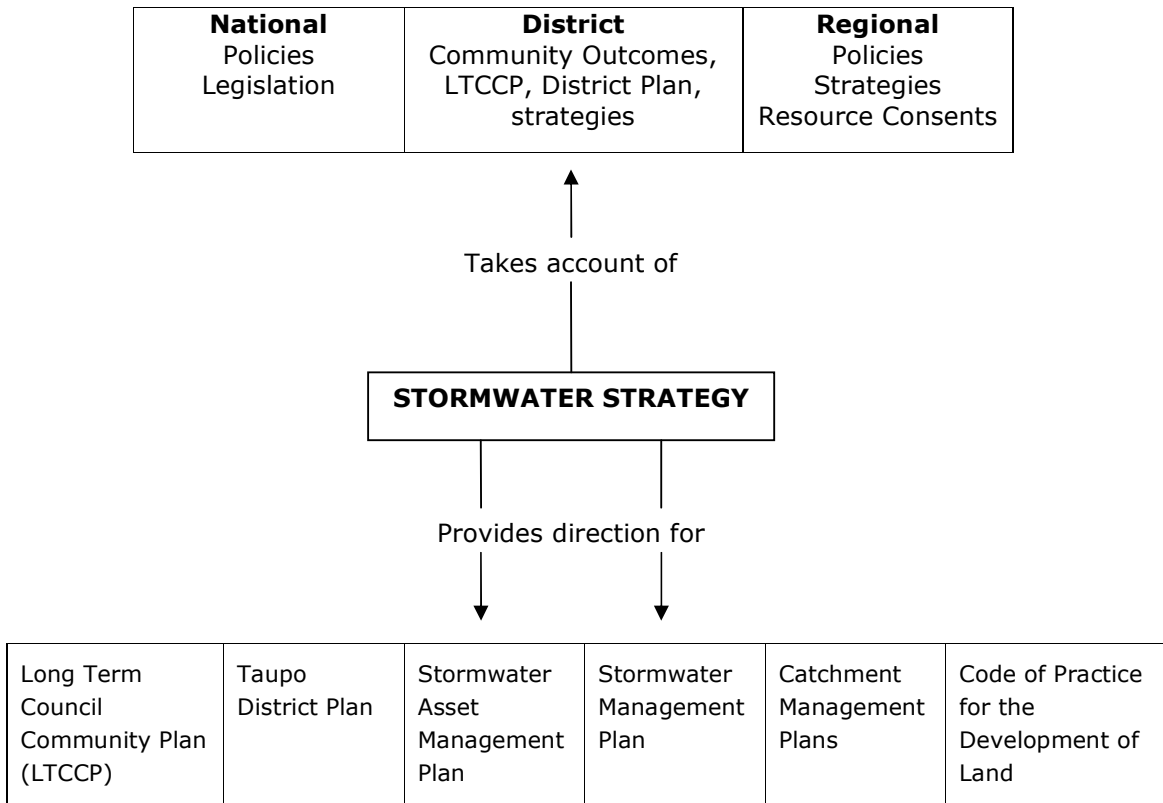 National
Policies
Legislation
District
Community Outcomes,
LTCCP, District Plan,
strategies
Regional
Policies
Strategies
Resource Consents
Takes account of
STORMWATER STRATEGY
Provides direction for
Long Term
Council
Community Plan
(LTCCP)
Taupo
District Plan
Stormwater
Asset
Management
Plan
Stormwater
Management
Plan
Catchment
Management
Plans
Code of Practice
for the
Development of
Land